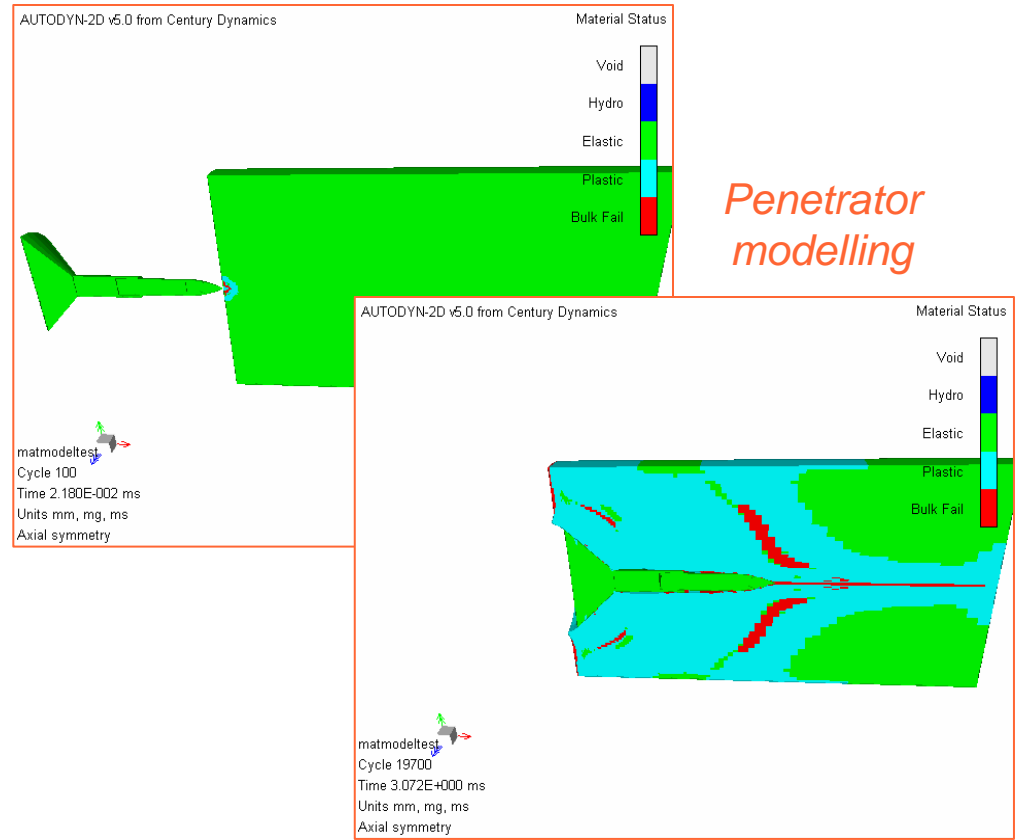 AUTODYN-2D v5.0 from Century Dynamics
Material Status
Void
Hydro
Elastic
Plastic
Bulk Fail
matmodeltest
Cycle 100
Time 2.180E-002 ms
Units mm, mg, ms
Axial symmetry
Penetrator
modelling
AUTODYN-2D v5.0 from Century Dynamics
Material Status
Void
Hydro
Elastic
Plastic
Bulk Fail
matmodeltest
Cycle 19700
Time 3.072E+000 ms
Units mm, mg, ms
Axial symmetry